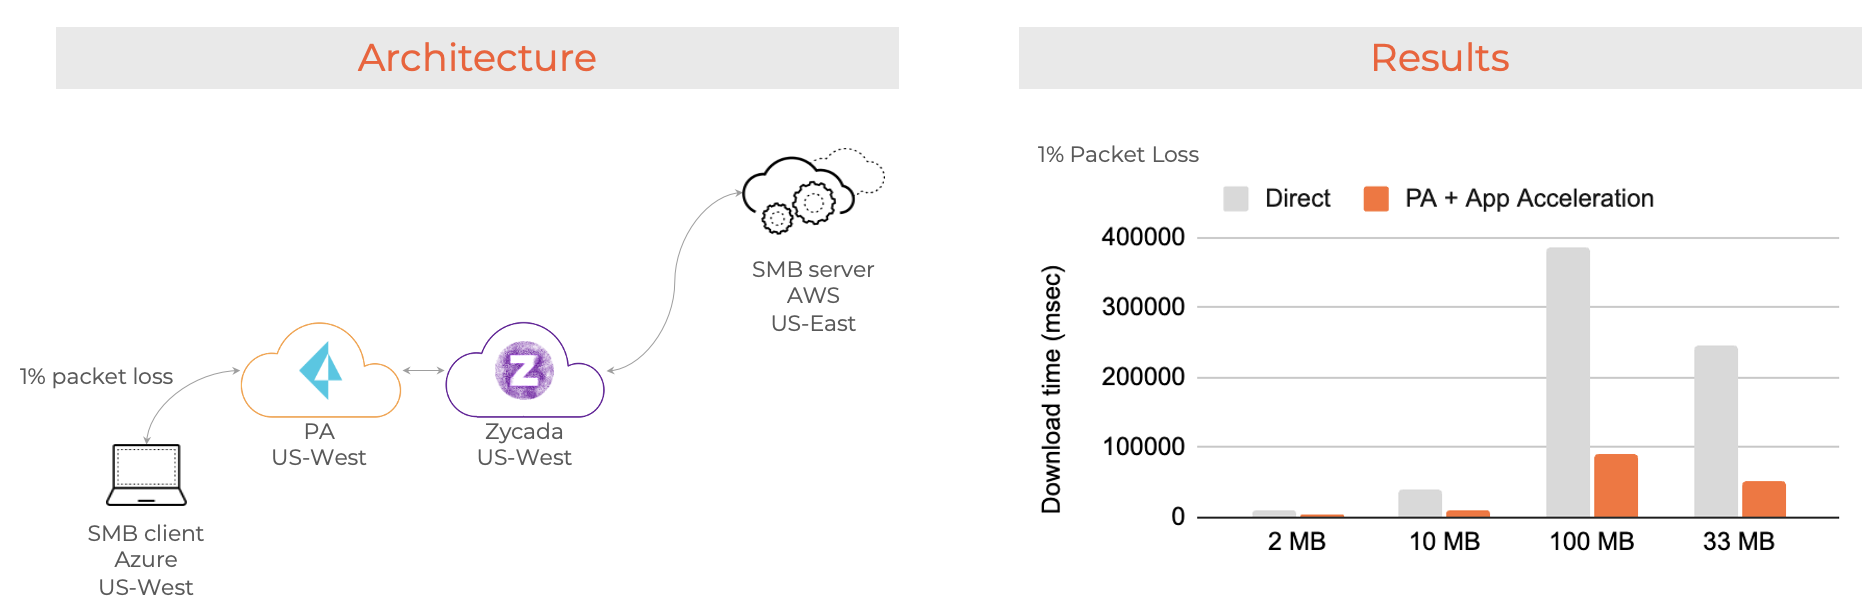 Architecture
1% packet loss
SMB client
Azure
US-West
PA
US-West
Z
Zycada
US-West
SMB server
AWS
US-East
Results
1% Packet Loss
Direct
PA + App Acceleration
Download time (msec)
400000
300000
200000
100000
0
2 MB
10 MB
100 MB
33 MB